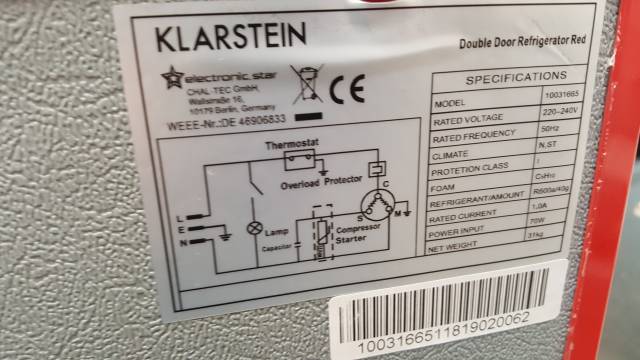 KLARSTEIN
Double Door Refrigerator Red
electronic.star
CHAL-TEC GmbH,
Wallstraße 16,
10179 Berlin, Germany
WEEE-Nr.: DE 46906833
CE
SPECIFICATIONS
MODEL 10031665
RATED VOLTAGE 220-240V
RATED FREQUENCY 50Hz
CLIMATE N,ST
PROTETION CLASS I
FOAM C₅H₁₀
REFRIGERANT/AMOUNT R600a/40g
RATED CURRENT 1.0A
POWER INPUT 70W
NET WEIGHT 31kg
Thermostat
Overload Protector
L
E
N
Lamp
Capacitor
S
C
M
Compressor
Starter
1003166511819020062